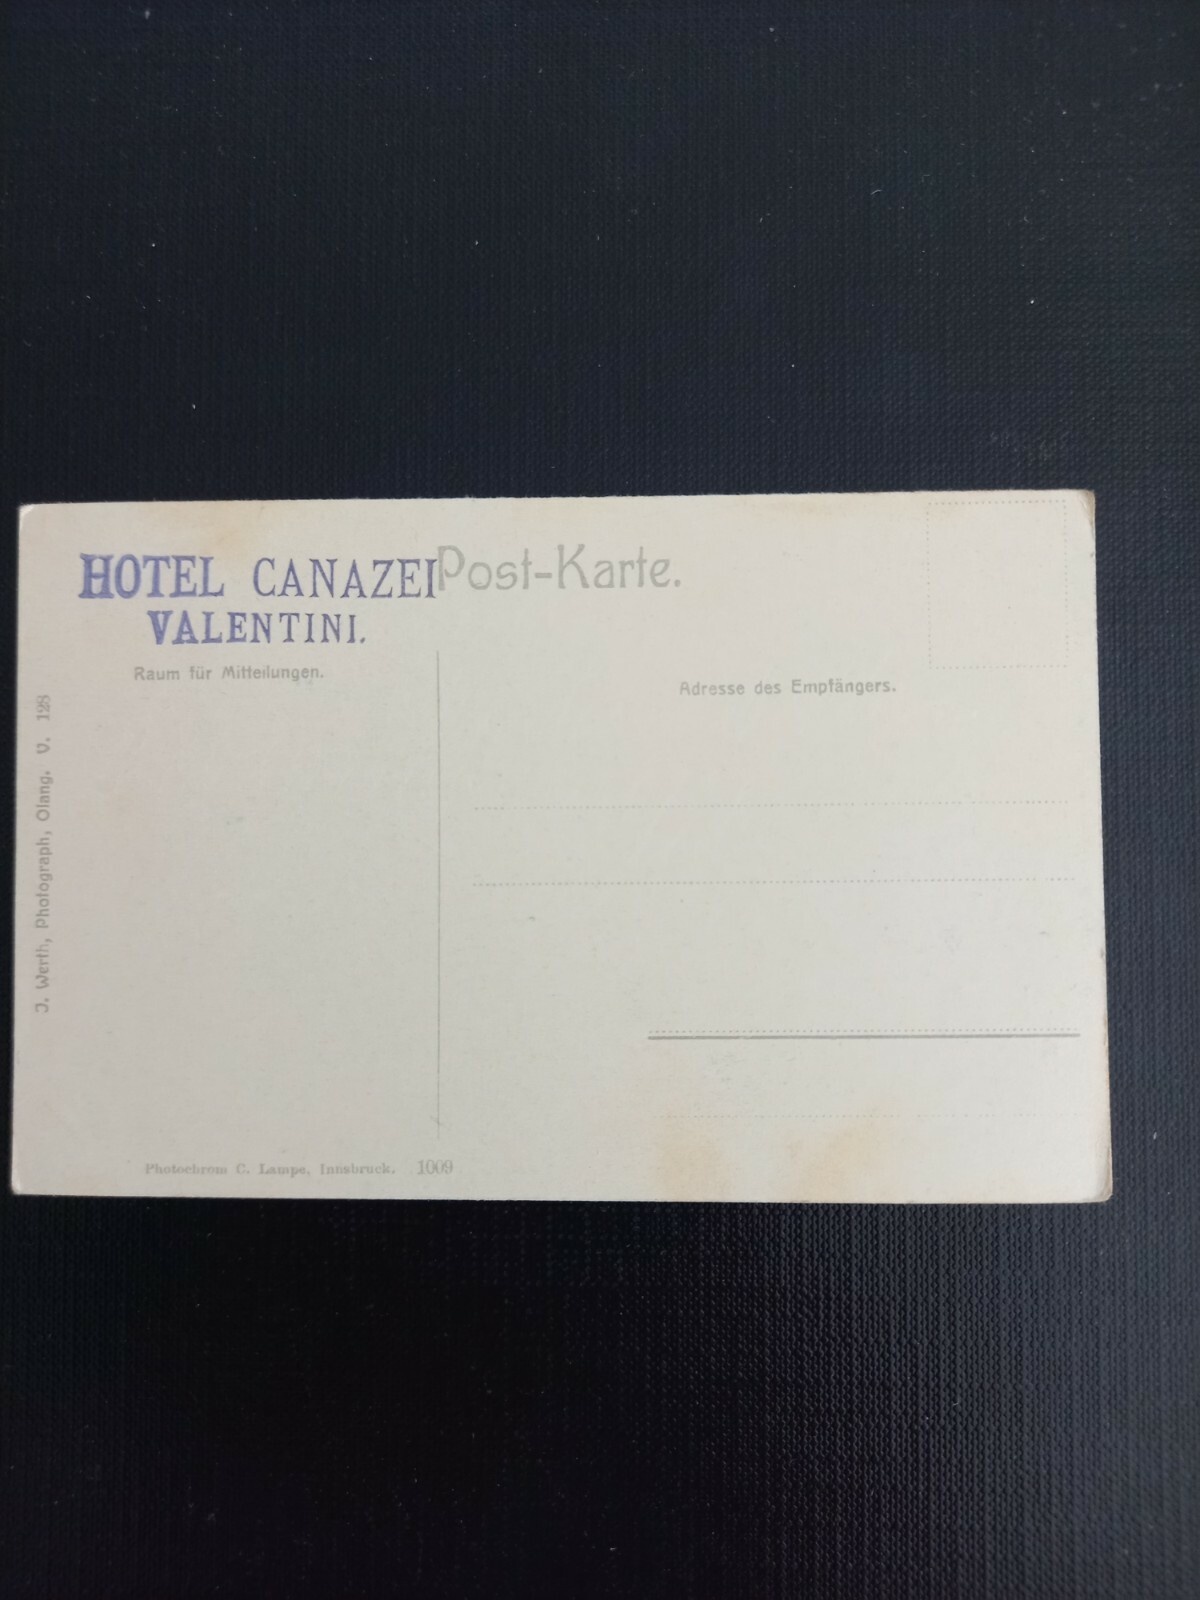 HOTEL CANAZEI
VALENTINI.
Post-Karte.
Raum für Mitteilungen.
Adresse des Empfängers.
J. Werth, Photograph, Olang. V. 128
Photochrom C. Lampe, Innsbruck. 1009